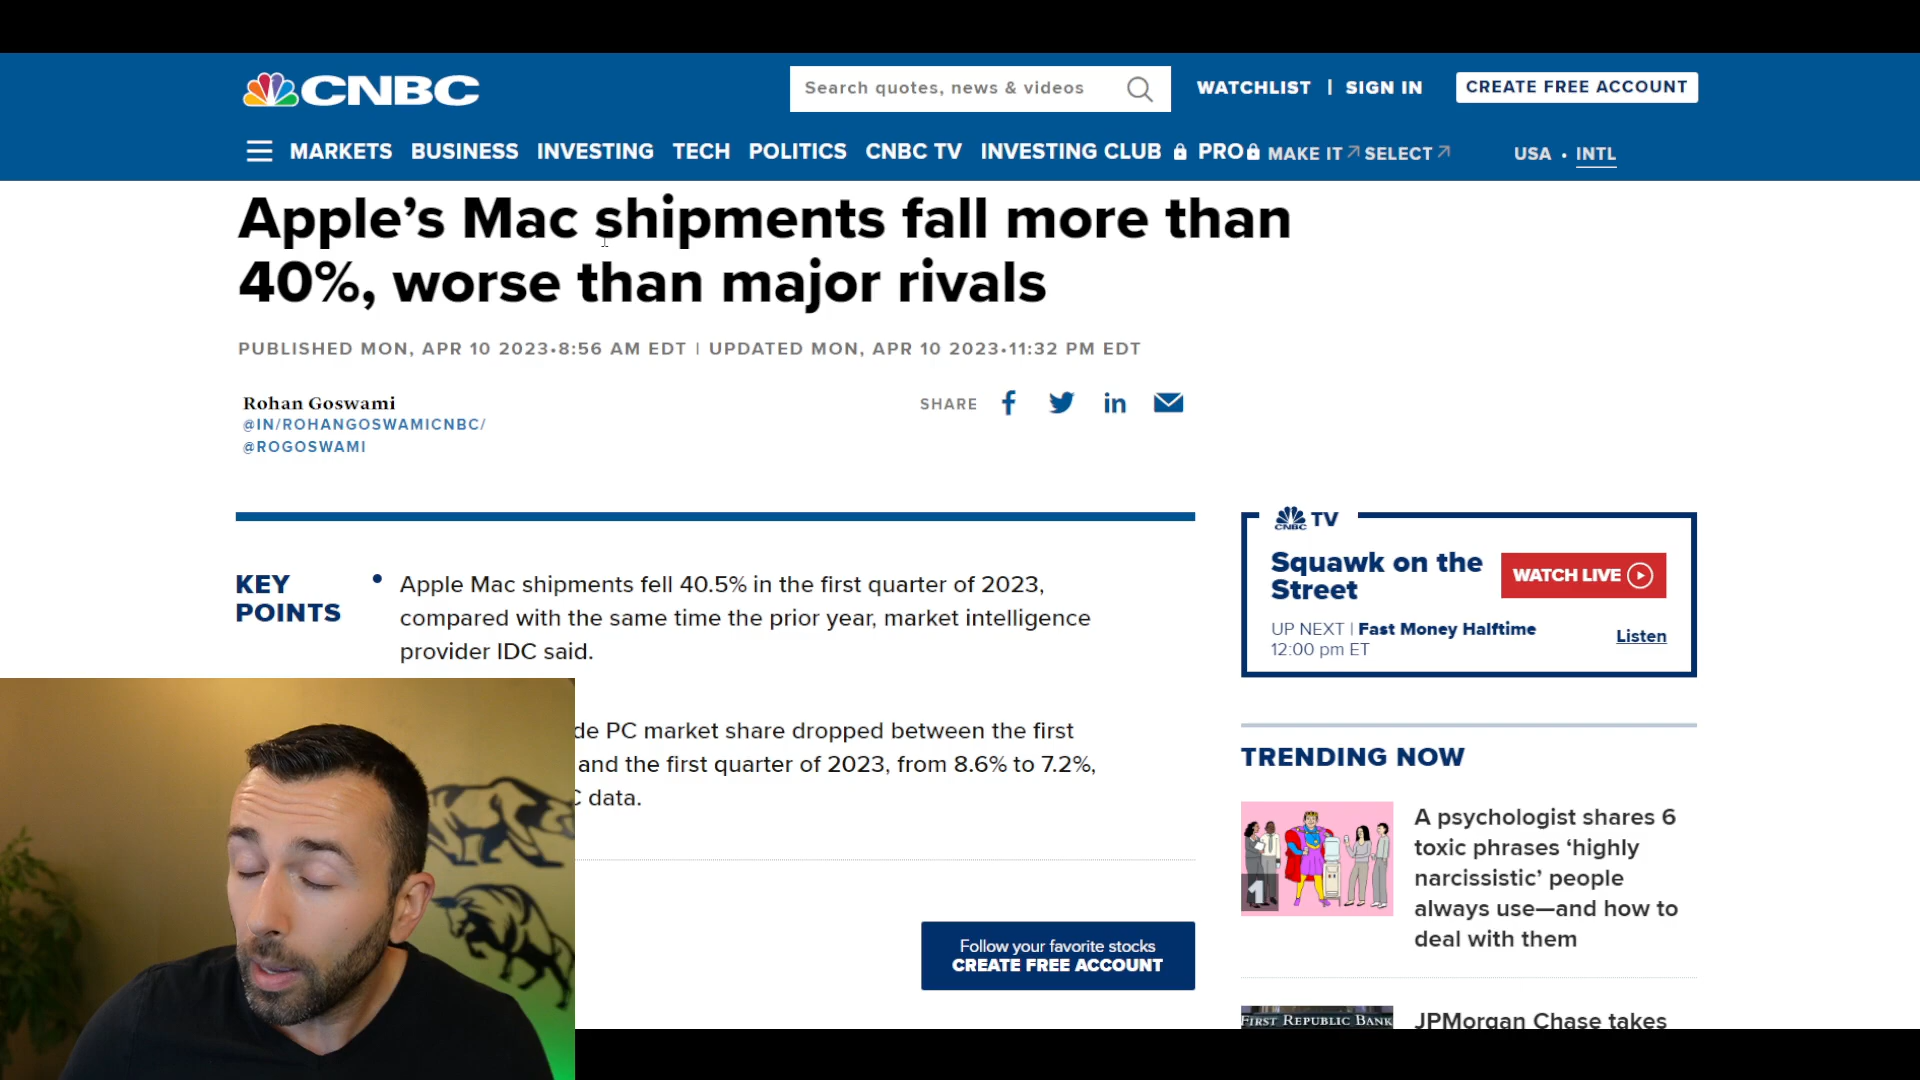 CNBC
Search quotes, news & videos
WATCHLIST | SIGN IN
CREATE FREE ACCOUNT
MARKETS BUSINESS INVESTING TECH POLITICS CNBC TV INVESTING CLUB PRO MAKE IT SELECT
USA • INTL
Apple’s Mac shipments fall more than
40%, worse than major rivals
PUBLISHED MON, APR 10 2023•8:56 AM EDT | UPDATED MON, APR 10 2023•11:32 PM EDT
Rohan Goswami
@IN/ROHANGOSWAMICNBC/
@ROGOSWAMI
SHARE
KEY
POINTS
• Apple Mac shipments fell 40.5% in the first quarter of 2023,
compared with the same time the prior year, market intelligence
provider IDC said.
PC market share dropped between the first
and the first quarter of 2023, from 8.6% to 7.2%,
data.
Follow your favorite stocks
CREATE FREE ACCOUNT
CNBC TV
Squawk on the
Street
WATCH LIVE
UP NEXT | Fast Money Halftime
12:00 pm ET
Listen
TRENDING NOW
1
A psychologist shares 6
toxic phrases ‘highly
narcissistic’ people
always use—and how to
deal with them
FIRST REPUBLIC BANK
JPMorgan Chase takes